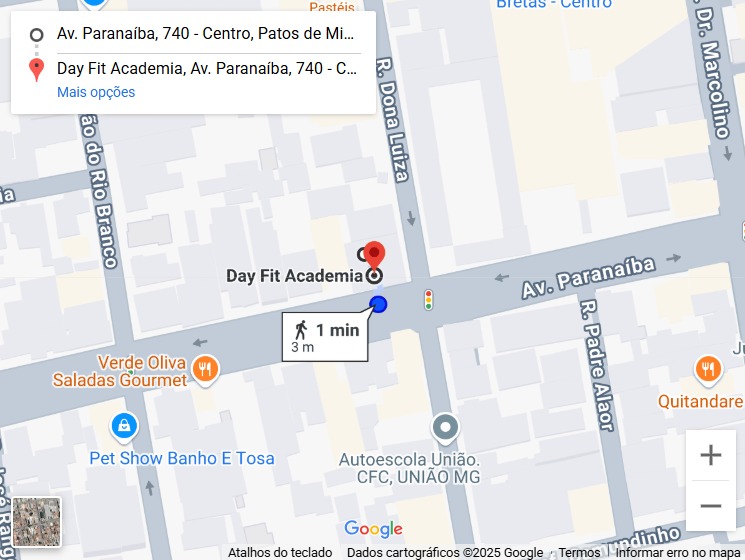 Pastéis
Bretas - Centro
Av. Paranaíba, 740 - Centro, Patos de Mi...
Day Fit Academia, Av. Paranaíba, 740 - C...
Mais opções
R. Dona Luiza
Dr. Marcolino
ão do Rio Branco
ia
Day Fit Academia
Av. Paranaíba
1 min
3 m
R. Padre Alaor
Verde Oliva
Saladas Gourmet
Quitandare
Pet Show Banho E Tosa
Autoescola União.
CFC, UNIÃO MG
+
−
Google
undinho
Atalhos do teclado
Dados cartográficos ©2025 Google
Termos
Informar erro no mapa